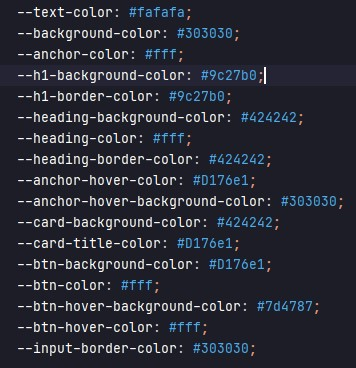 --text-color: #fafafa;
--background-color: #303030;
--anchor-color: #fff;
--h1-background-color: #9c27b0;
--h1-border-color: #9c27b0;
--heading-background-color: #424242;
--heading-color: #fff;
--heading-border-color: #424242;
--anchor-hover-color: #D176e1;
--anchor-hover-background-color: #303030;
--card-background-color: #424242;
--card-title-color: #D176e1;
--btn-background-color: #D176e1;
--btn-color: #fff;
--btn-hover-background-color: #7d4787;
--btn-hover-color: #fff;
--input-border-color: #303030;